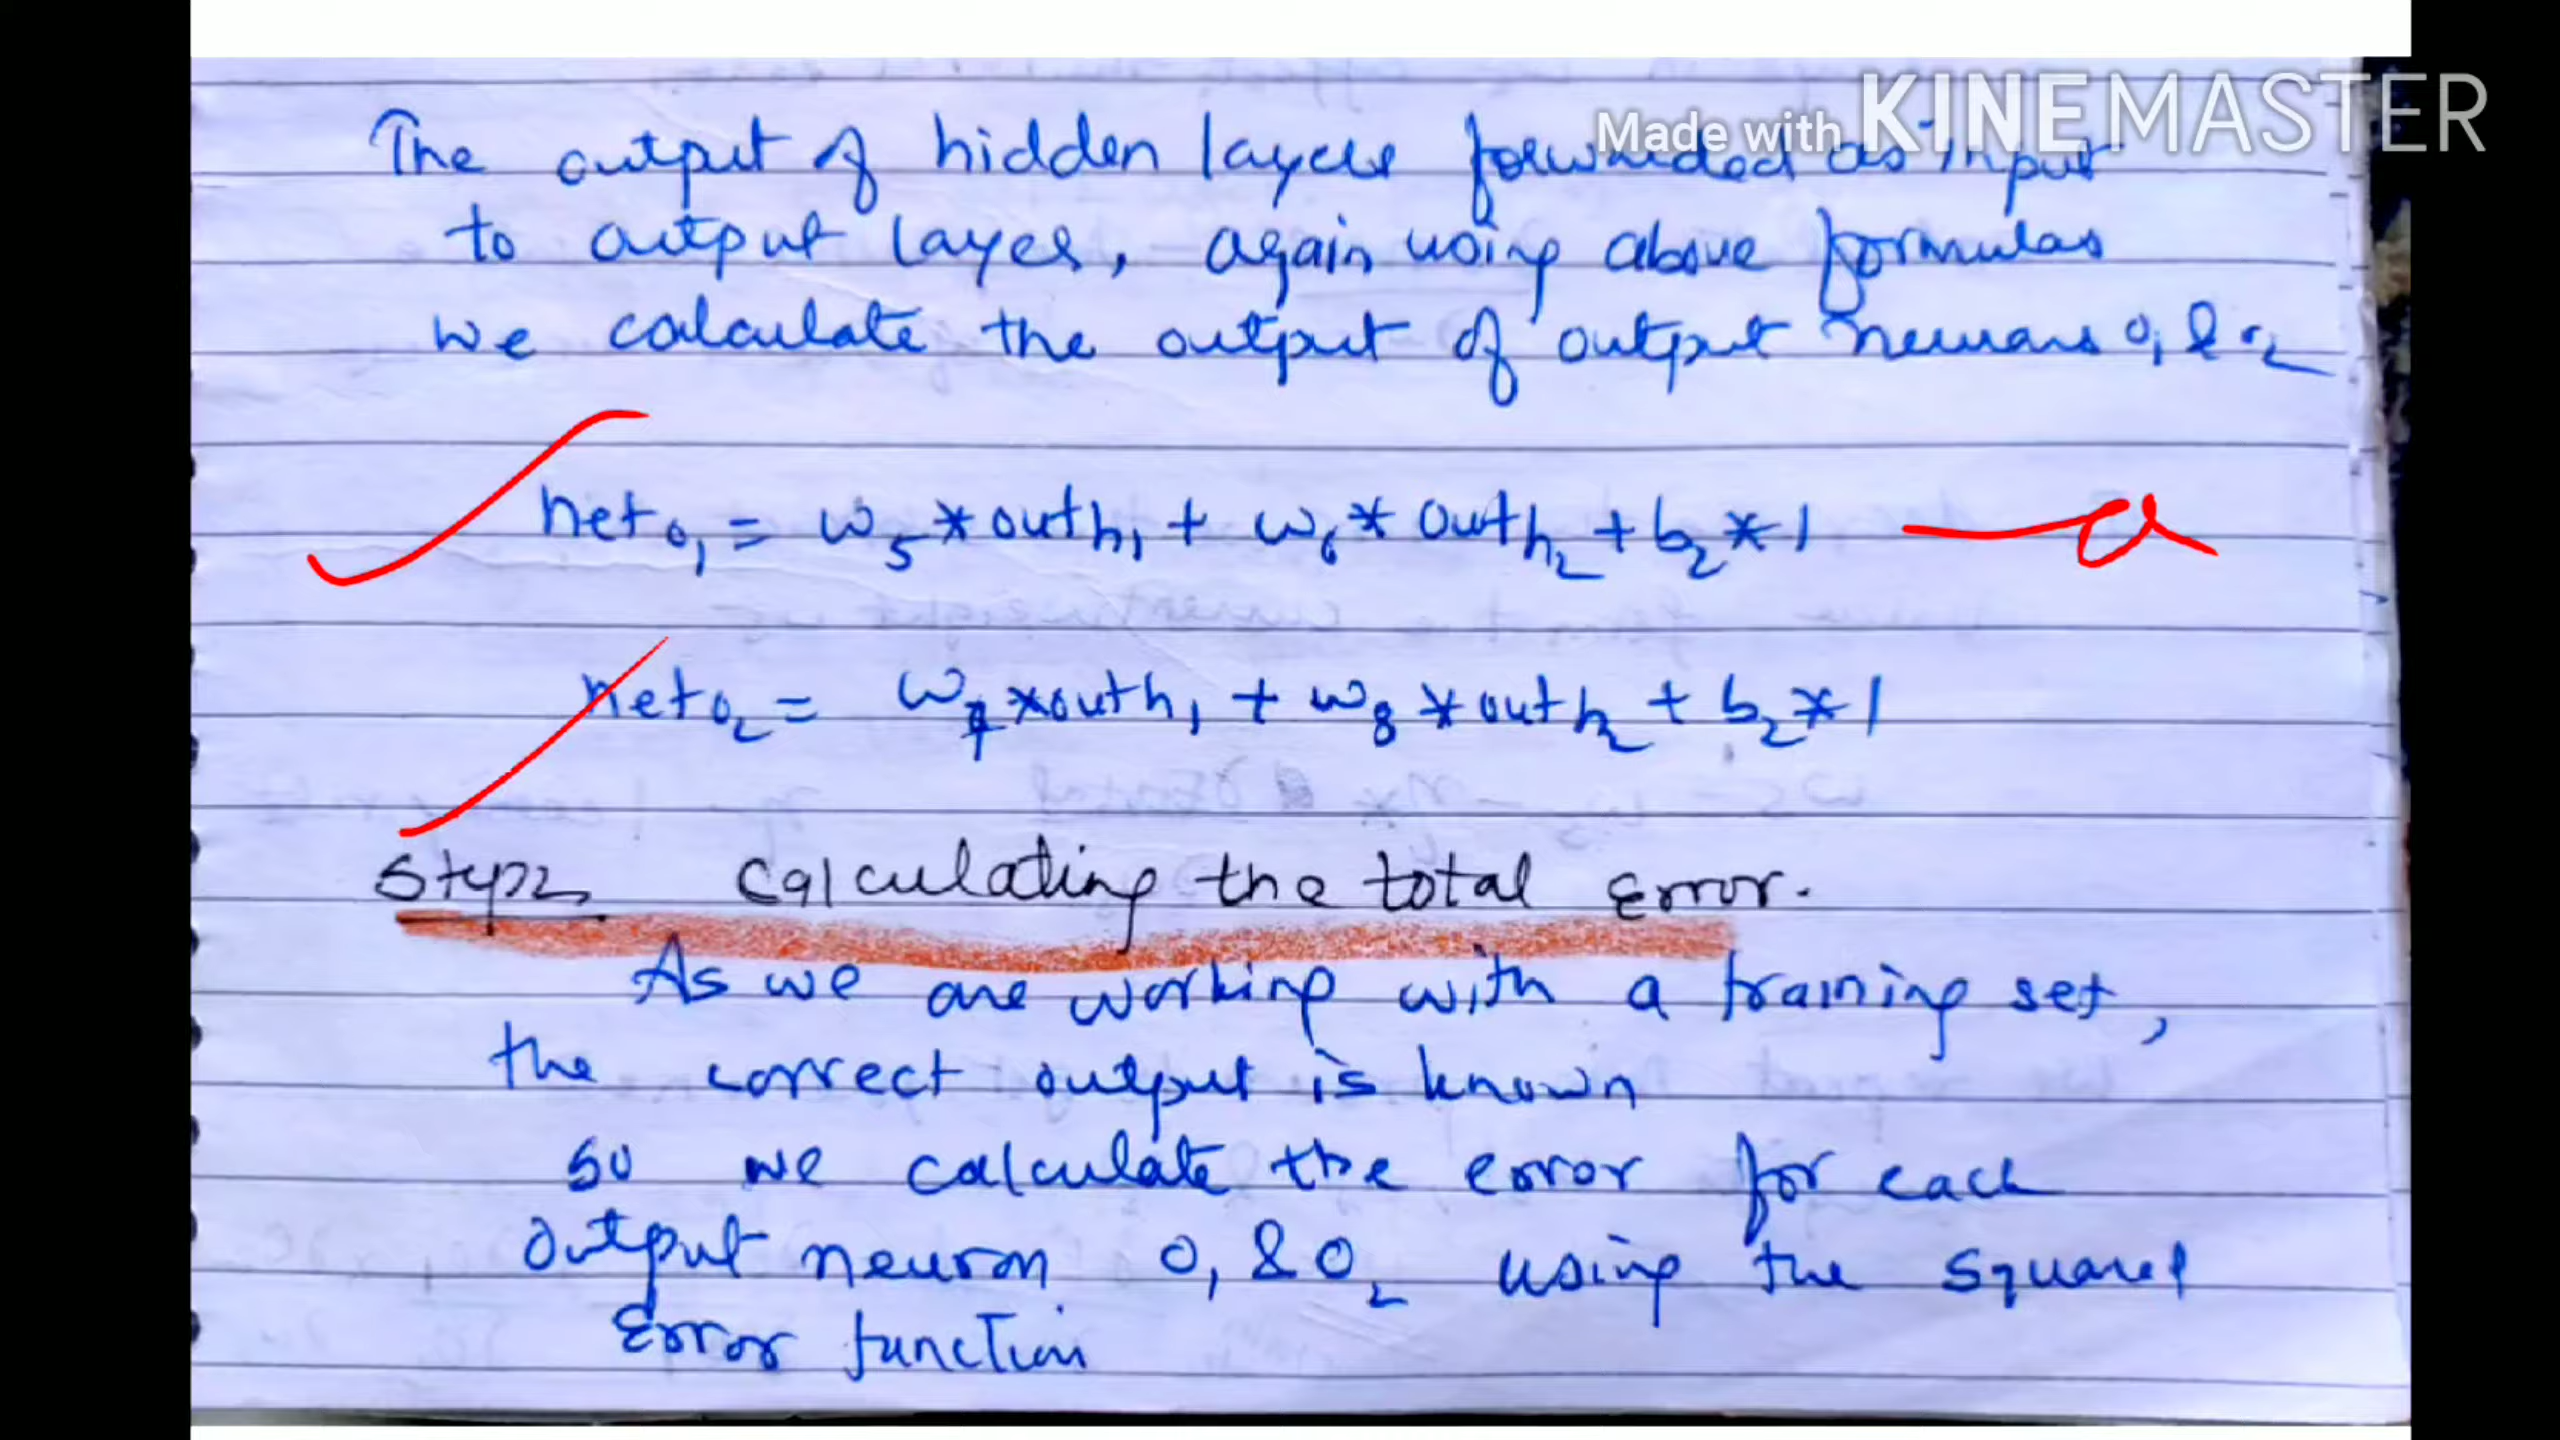 Made with KINEMASTER
The output of hidden layer forwarded as input
to output layer, again using above formulas
we calculate the output of output neurons o1 & o2
net o1 = w5 * out h1 + w6 * out h2 + b2 * 1 — a
net o2 = w7 * out h1 + w8 * out h2 + b2 * 1
Step2 Calculating the total Error.
As we are working with a training set,
the correct output is known
so we calculate the error for each
output neuron O1 & O2 using the squared
Error function